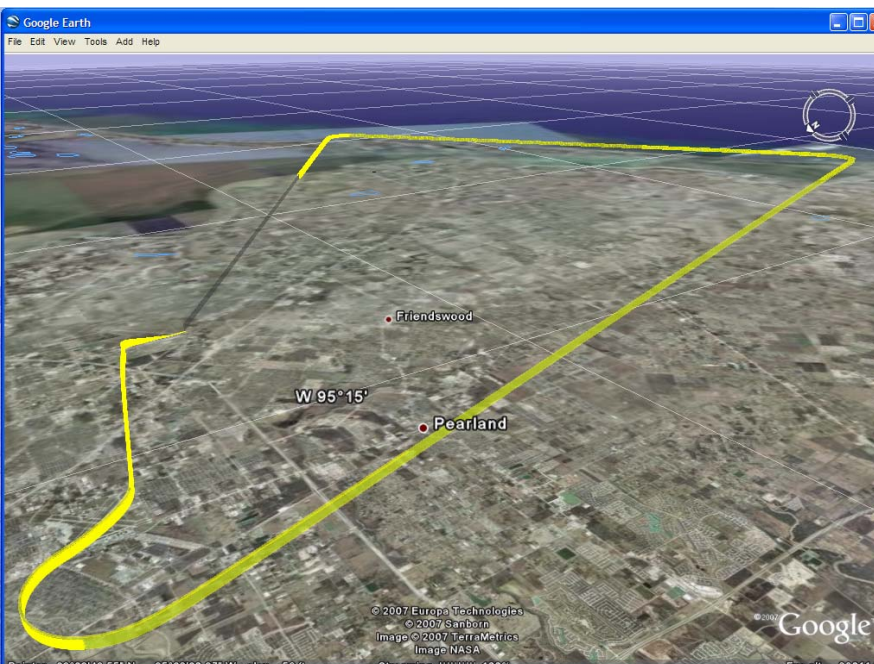 Google Earth
File Edit View Tools Add Help
N
Friendswood
W 95°15'
Pearland
© 2007 Europa Technologies
© 2007 Sanborn
Image © 2007 TerraMetrics
Image NASA
©2007 Google